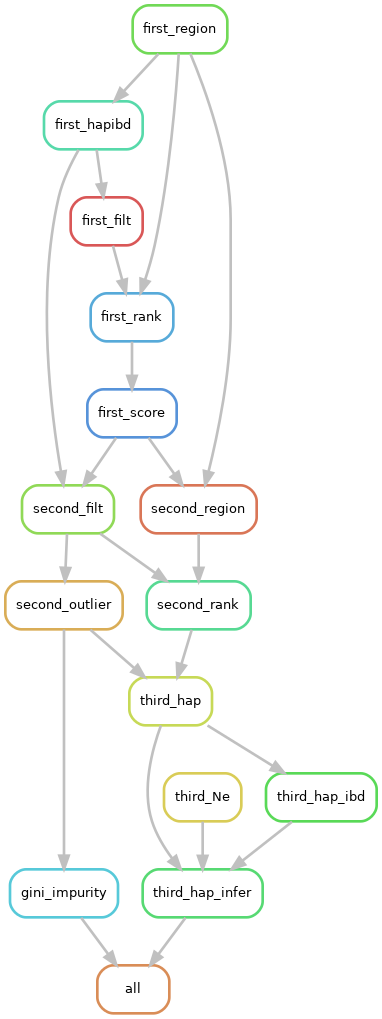 first_region
first_hapibd
first_filt
first_rank
first_score
second_filt
second_region
second_outlier
second_rank
third_hap
third_Ne
third_hap_ibd
gini_impurity
third_hap_infer
all